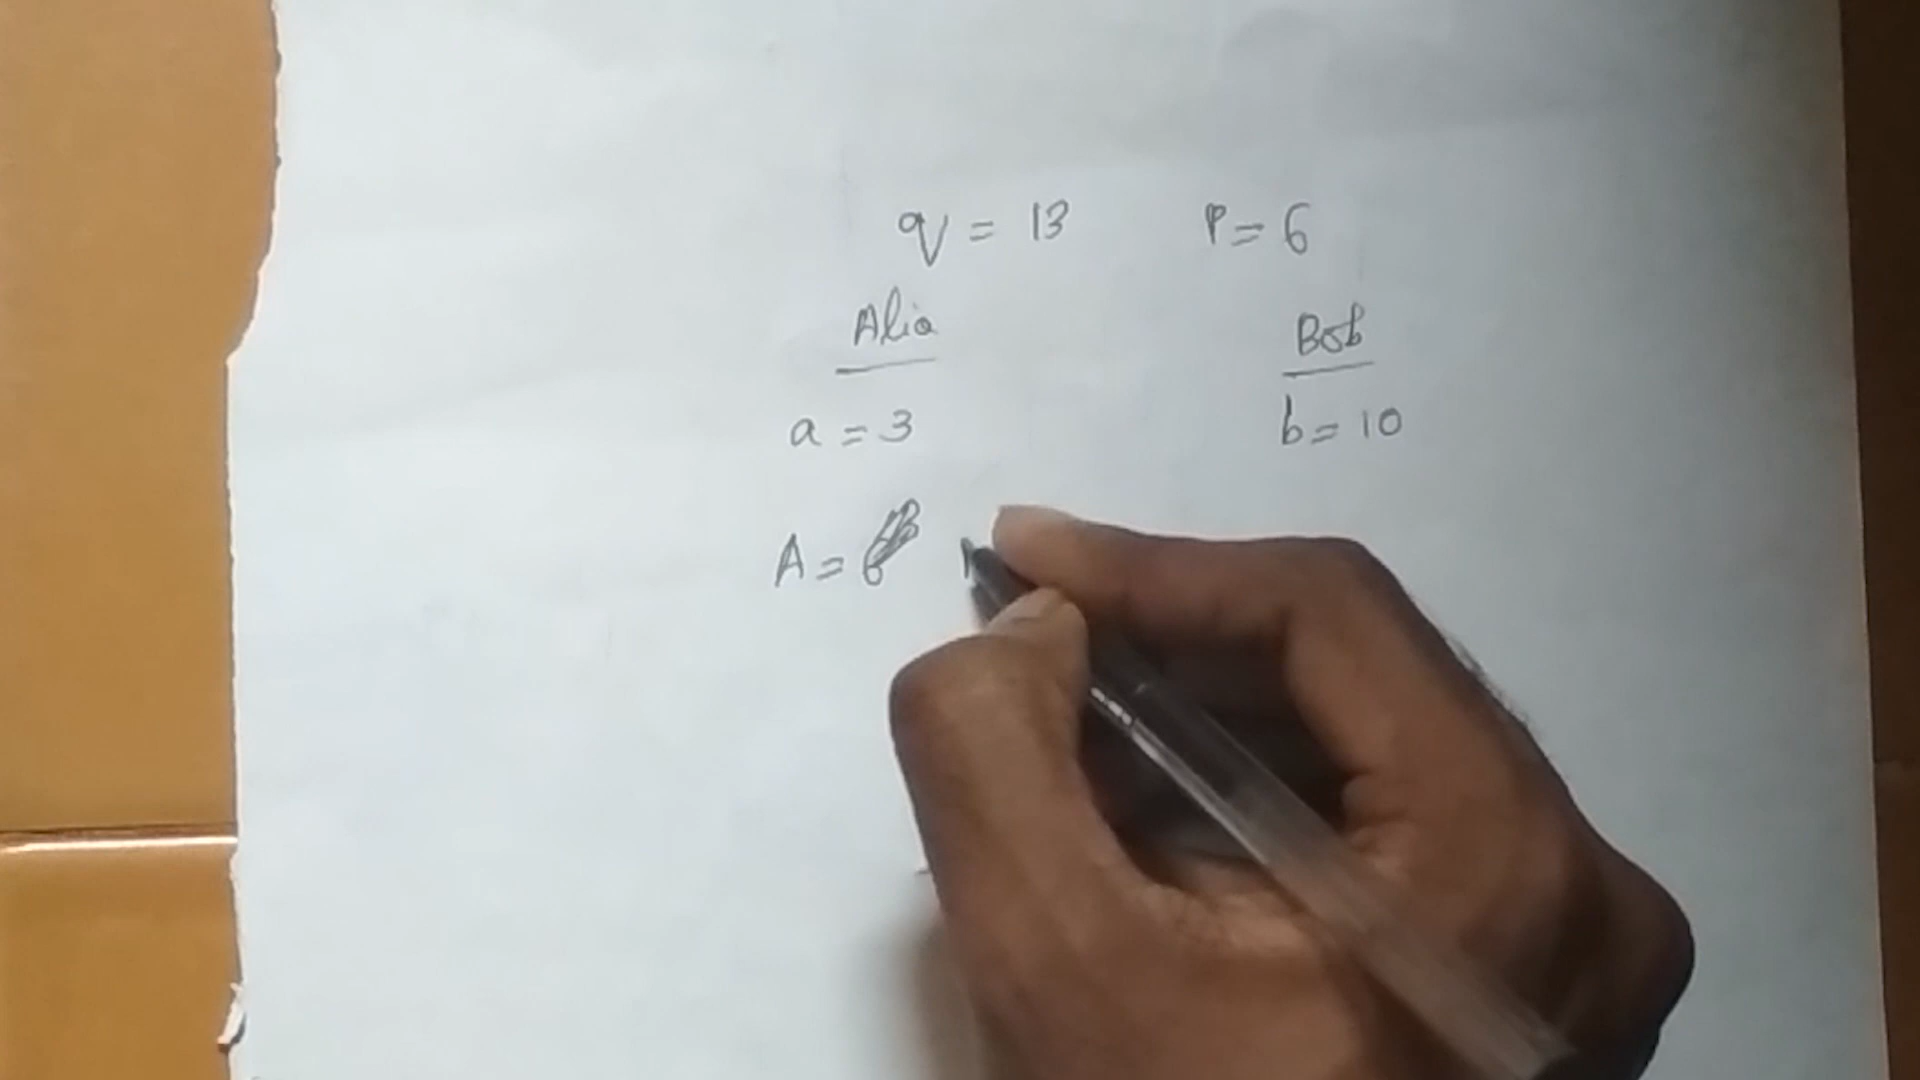 q = 13 P = 6
Alia Bob
a = 3 b = 10
A =